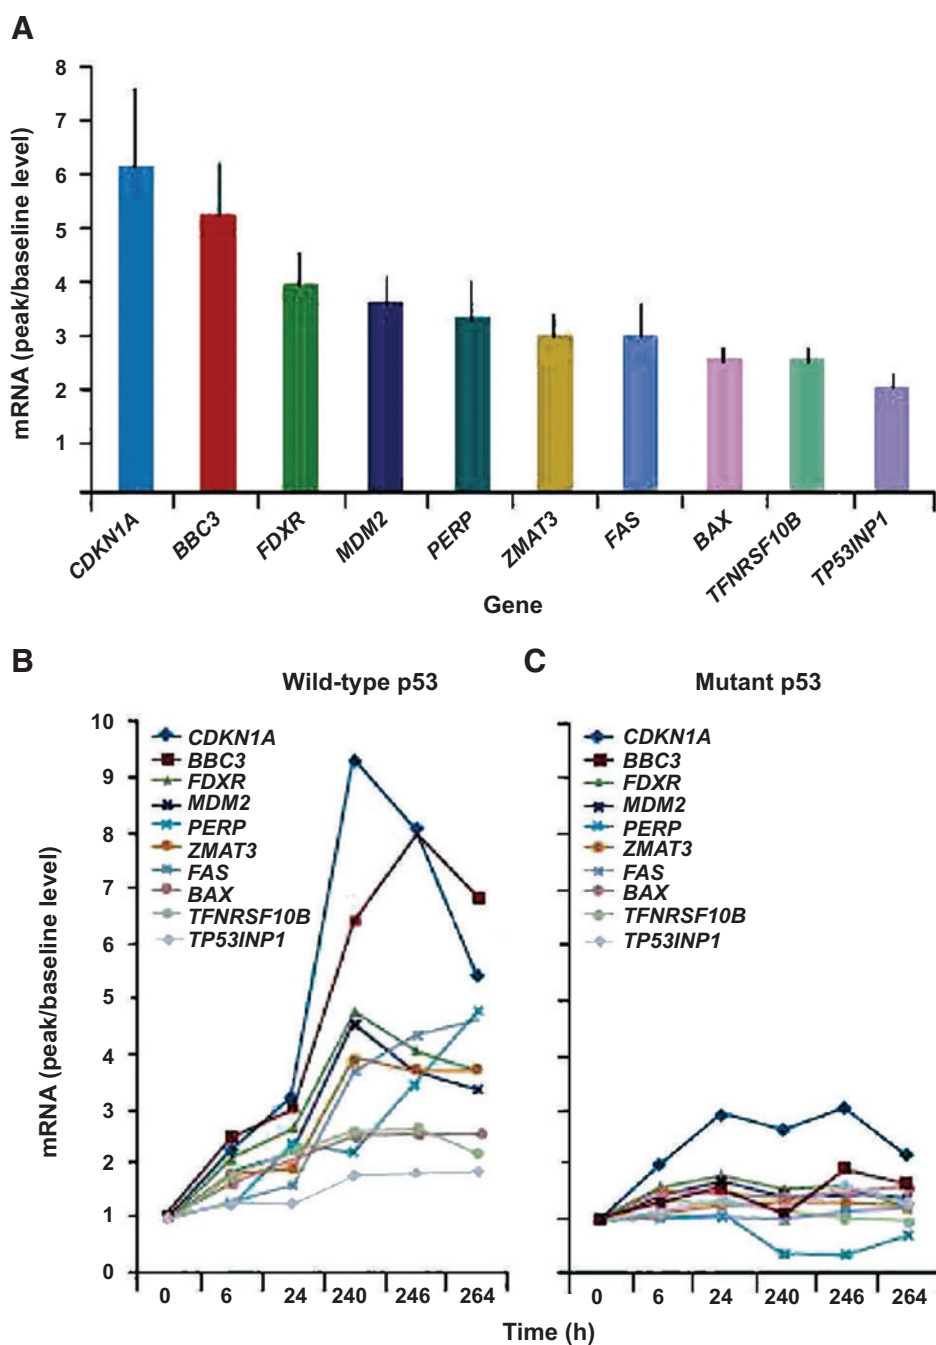 A
8
7
6
5
4
3
2
1
mRNA (peak/baseline level)
CDKN1A
BBC3
FDXR
MDM2
PERP
ZMAT3
FAS
BAX
TFNRSF10B
TP53INP1
Gene
B
Wild-type p53
10
9
8
7
6
5
4
3
2
1
0
mRNA (peak/baseline level)
CDKN1A
BBC3
FDXR
MDM2
PERP
ZMAT3
FAS
BAX
TFNRSF10B
TP53INP1
0 6 24 240 246 264
C
Mutant p53
CDKN1A
BBC3
FDXR
MDM2
PERP
ZMAT3
FAS
BAX
TFNRSF10B
TP53INP1
0 6 24 240 246 264
Time (h)